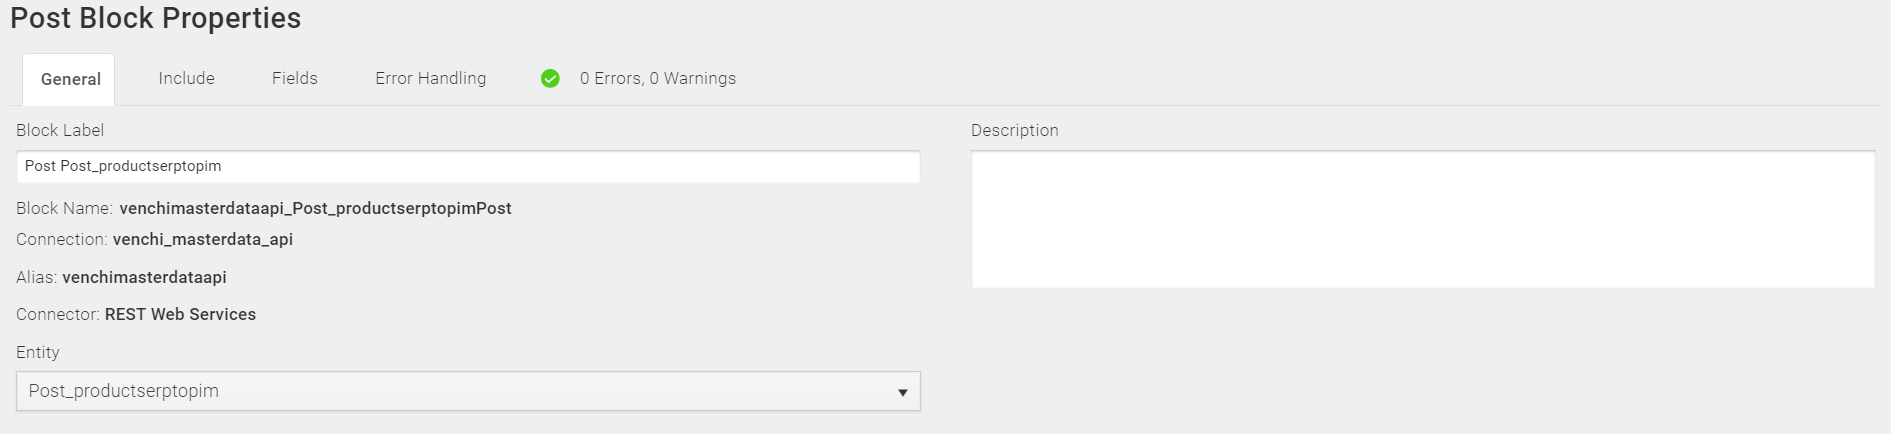 Post Block Properties
General Include Fields Error Handling 0 Errors, 0 Warnings
Block Label
Post Post_productserptopim
Block Name: venchimasterdataapi_Post_productserptopimPost
Connection: venchi_masterdata_api
Alias: venchimasterdataapi
Connector: REST Web Services
Entity
Post_productserptopim
Description